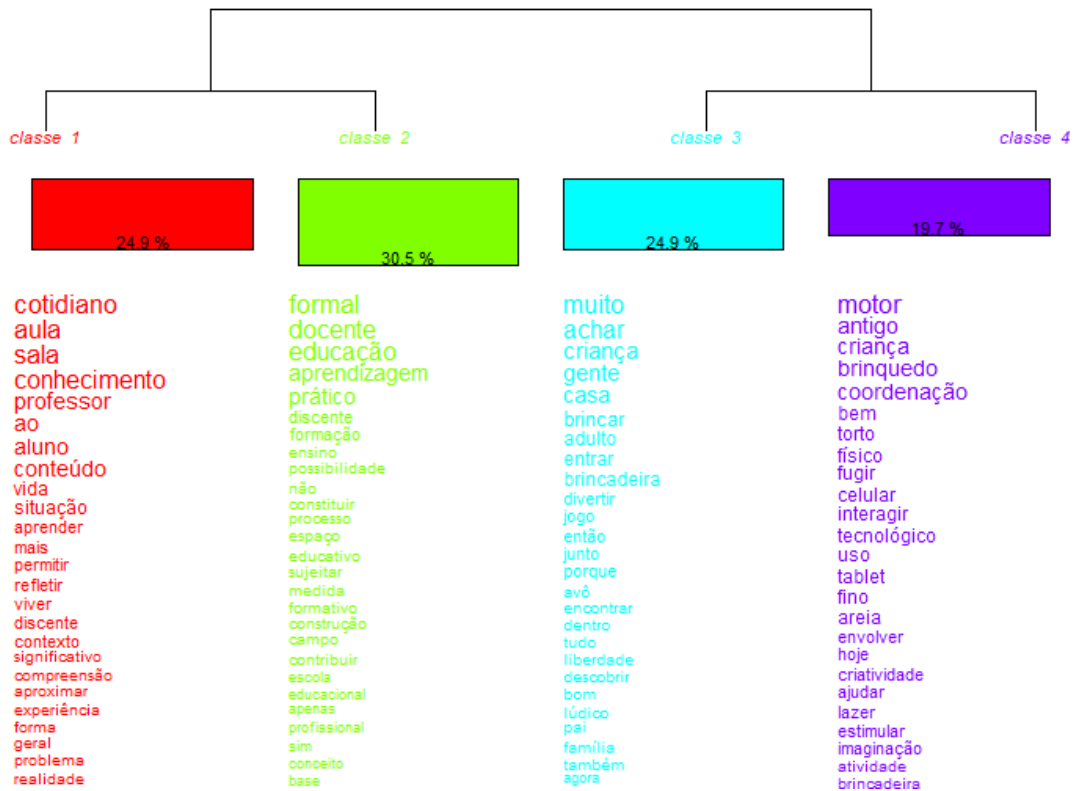 classe 1
classe 2
classe 3
classe 4
24.9 %
30.5 %
24.9 %
19.7 %
cotidiano
aula
sala
conhecimento
professor
ao
aluno
conteúdo
vida
situação
aprender
mais
permitir
refletir
viver
discente
contexto
significativo
compreensão
aproximar
experiência
forma
geral
problema
realidade
formal
docente
educação
aprendizagem
prático
discente
formação
ensino
possibilidade
não
constituir
processo
espaço
educativo
sujeitar
medida
formativo
construção
campo
contribuir
escola
educacional
apenas
profissional
sim
conceito
base
muito
achar
criança
gente
casa
brincar
adulto
entrar
brincadeira
divertir
jogo
então
junto
porque
avô
encontrar
dentro
tudo
liberdade
descobrir
bom
lúdico
pai
família
também
agora
motor
antigo
criança
brinquedo
coordenação
bem
torto
físico
fugir
celular
interagir
tecnológico
uso
tablet
fino
areia
envolver
hoje
criatividade
ajudar
lazer
estimular
imaginação
atividade
brincadeira